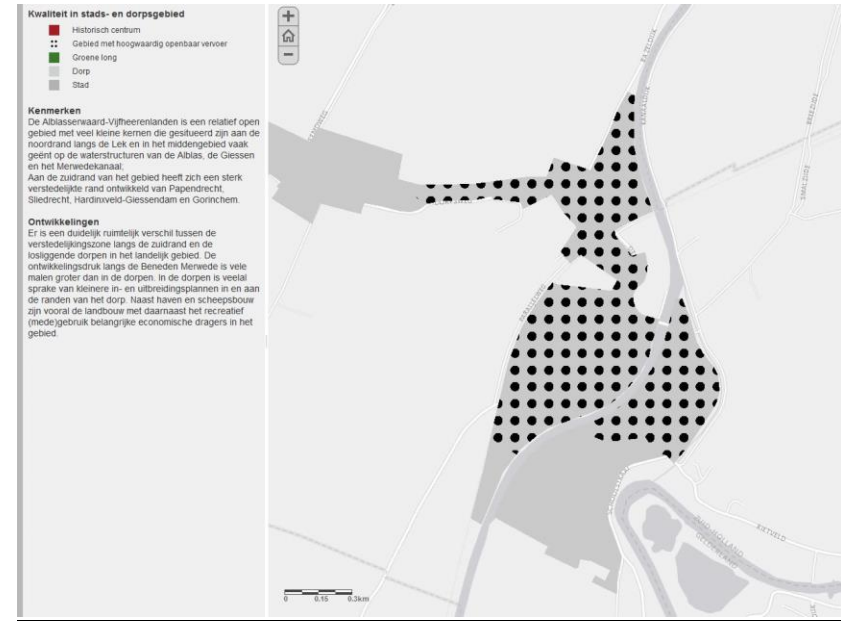 Kwaliteit in stads- en dorpsgebied
Historisch centrum
Gebied met hoogwaardig openbaar vervoer
Groene long
Dorp
Stad
Kenmerken
De Alblasserwaard-Vijfheerenlanden is een relatief open
gebied met veel kleine kernen die gesitueerd zijn aan de
noordrand langs de Lek en in het middengebied vaak
geënt op de waterstructuren van de Alblas, de Giessen
en het Merwedekanaal;
Aan de zuidrand van het gebied heeft zich een sterk
verstedelijkte rand ontwikkeld van Papendrecht,
Sliedrecht, Hardinxveld-Giessendam en Gorinchem.
Ontwikkelingen
Er is een duidelijk ruimtelijk verschil tussen de
verstedelijkingszone langs de zuidrand en de
losliggende dorpen in het landelijk gebied. De
ontwikkelingsdruk langs de Beneden Merwede is vele
malen groter dan in de dorpen. In de dorpen is veelal
sprake van kleinere in- en uitbreidingsplannen in en aan
de randen van het dorp. Naast haven en scheepsbouw
zijn vooral de landbouw met daarnaast het recreatief
(mede)gebruik belangrijke economische dragers in het
gebied.
+
−
BAZELDIJK
SMALZIJDE
PARALLELWEG
RIETVELD
ZUID-HOLLAND
GELDERLAND
0 0.15 0.3km